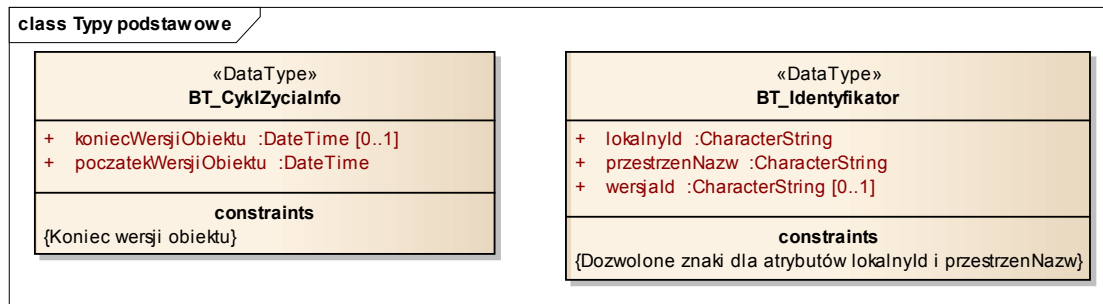 class Typy podstawowe
«DataType»
BT_CyklZyciaInfo
+ koniecWersjiObiektu :DateTime [0..1]
+ poczatekWersjiObiektu :DateTime
constraints
{Koniec wersji obiektu}
«DataType»
BT_Identyfikator
+ lokalnyId :CharacterString
+ przestrzenNazw :CharacterString
+ wersjaId :CharacterString [0..1]
constraints
{Dozwolone znaki dla atrybutów lokalnyId i przestrzenNazw}